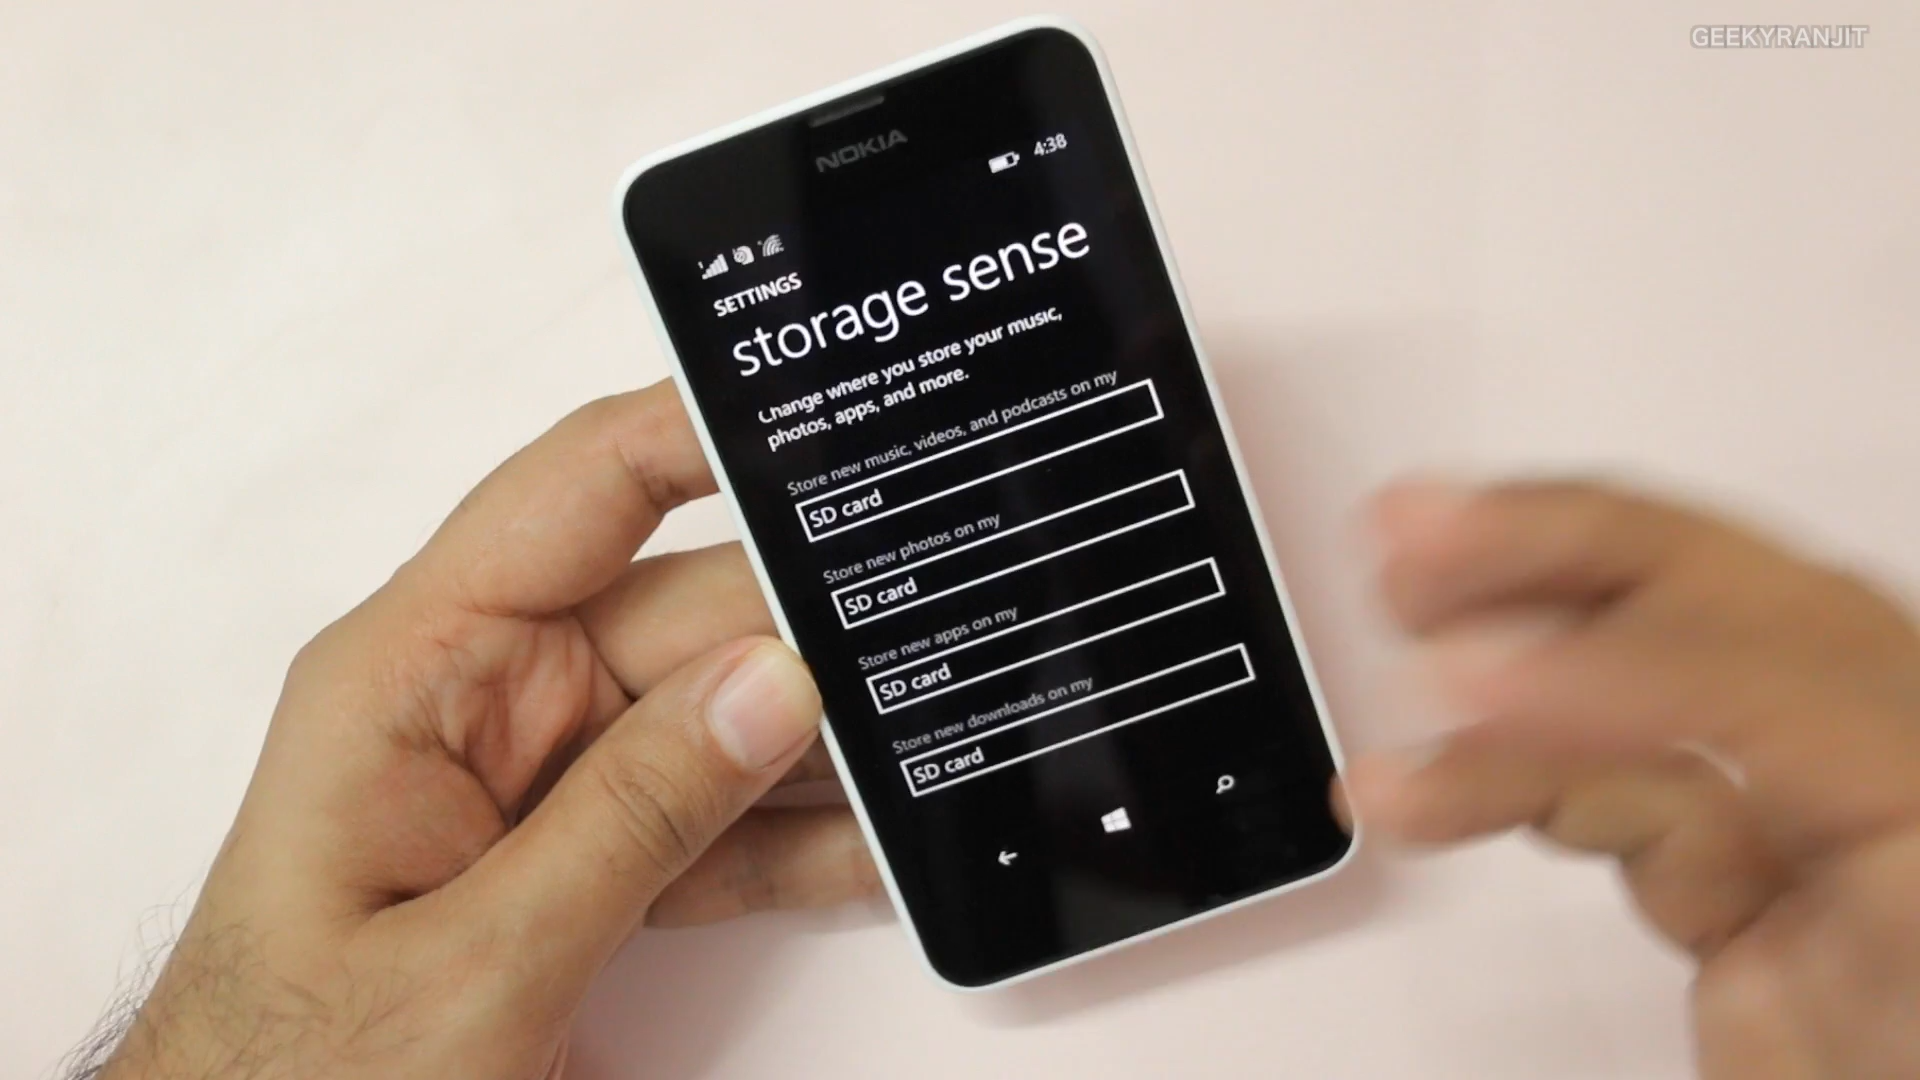 GEEKYRANJIT
NOKIA
4:38
SETTINGS
storage sense
Change where you store your music,
photos, apps, and more.
Store new music, videos, and podcasts on my
SD card
Store new photos on my
SD card
Store new apps on my
SD card
Store new downloads on my
SD card